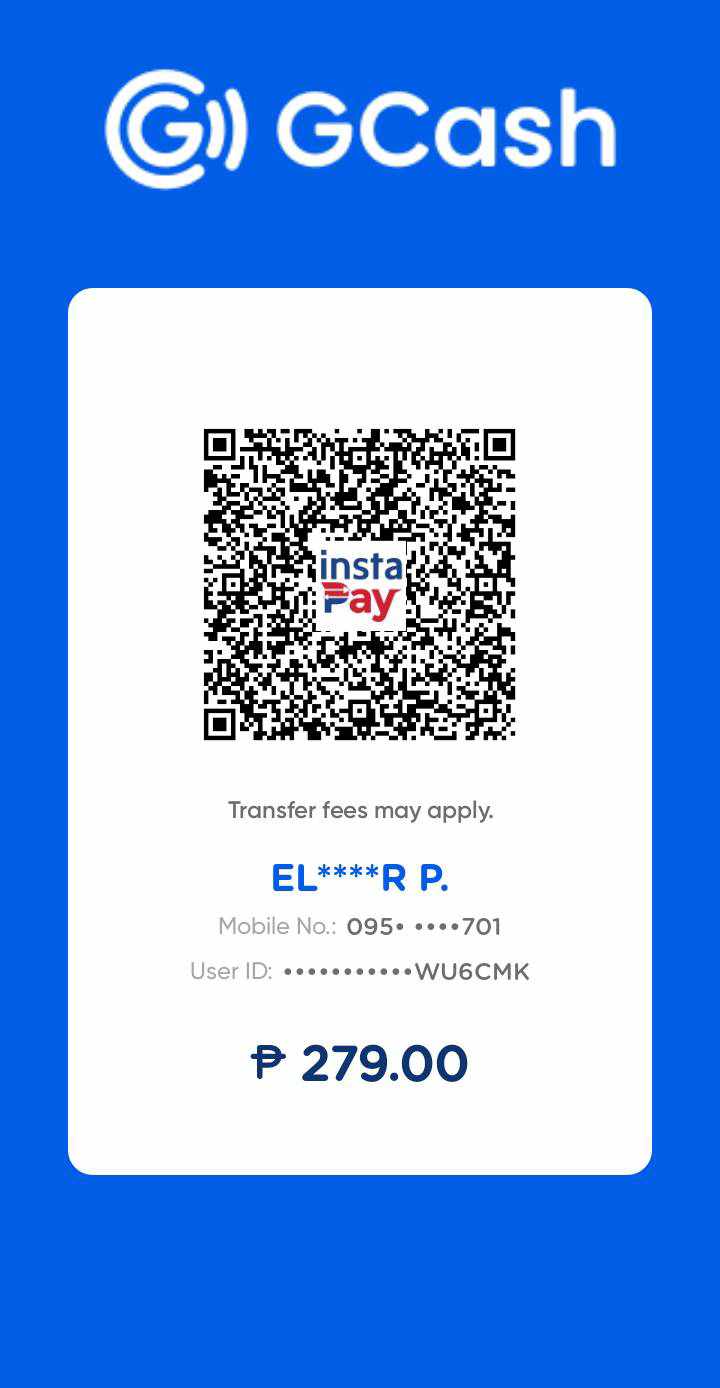 GCash
insta
Pay
Transfer fees may apply.
EL****R P.
Mobile No.: 095• ••••701
User ID: •••••••••••WU6CMK
₱ 279.00